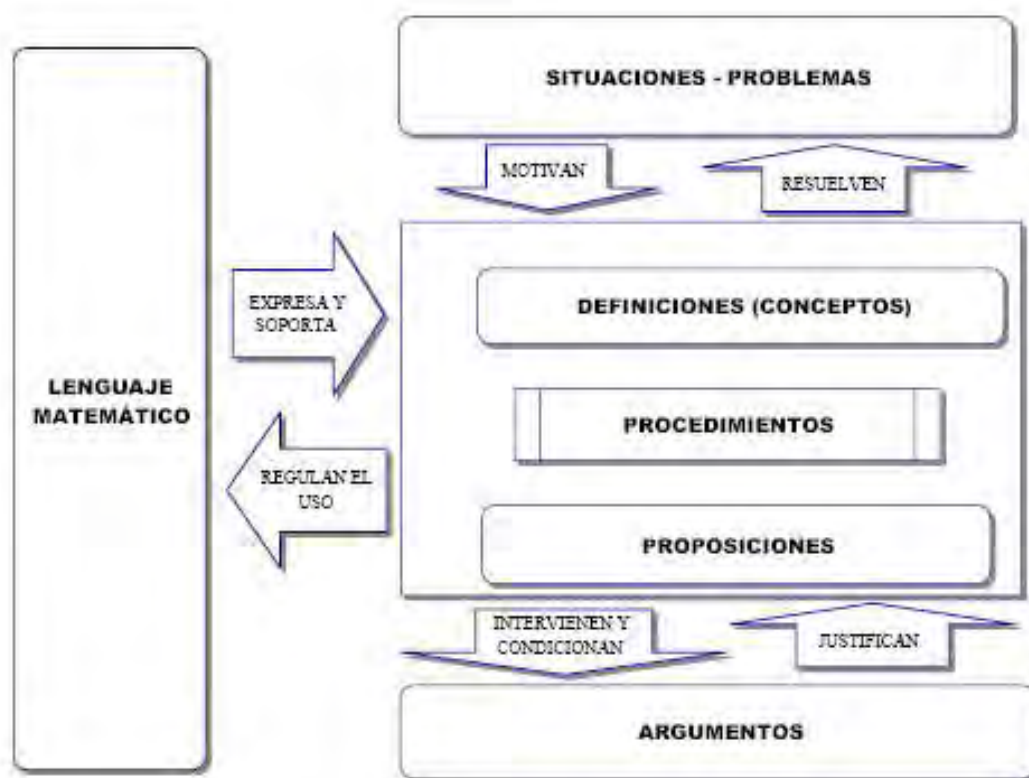 SITUACIONES - PROBLEMAS
MOTIVAN
RESUELVEN
EXPRESA Y
SOPORTA
DEFINICIONES (CONCEPTOS)
LENGUAJE
MATEMÁTICO
PROCEDIMIENTOS
REGULAN EL
USO
PROPOSICIONES
INTERVIENEN Y
CONDICIONAN
JUSTIFICAN
ARGUMENTOS